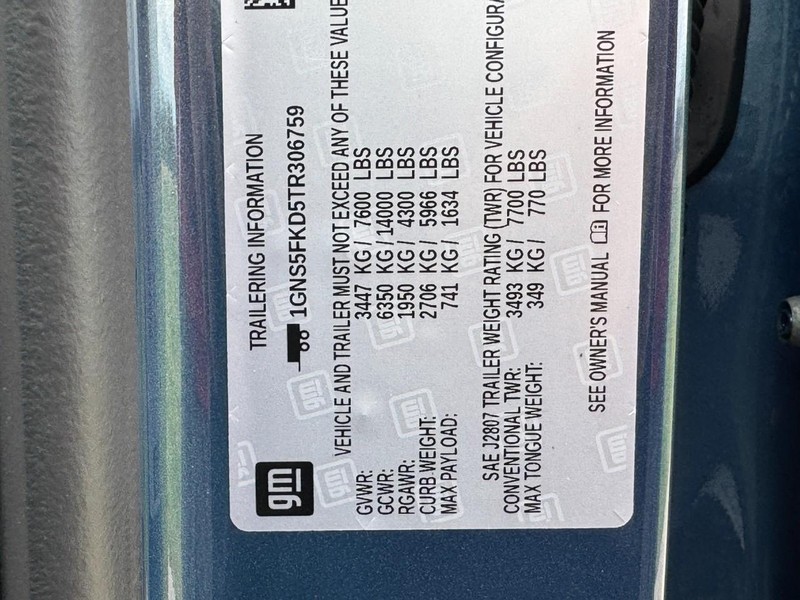 gm
TRAILERING INFORMATION
1GNS5FKD5TR306759
VEHICLE AND TRAILER MUST NOT EXCEED ANY OF THESE VALUE
GVWR: 3447 KG / 7600 LBS
GCWR: 6350 KG / 14000 LBS
RGAWR: 1950 KG / 4300 LBS
CURB WEIGHT: 2706 KG / 5966 LBS
MAX PAYLOAD: 741 KG / 1634 LBS
SAE J2807 TRAILER WEIGHT RATING (TWR) FOR VEHICLE CONFIGURA
CONVENTIONAL TWR: 3493 KG / 7700 LBS
MAX TONGUE WEIGHT: 349 KG / 770 LBS
SEE OWNER'S MANUAL FOR MORE INFORMATION